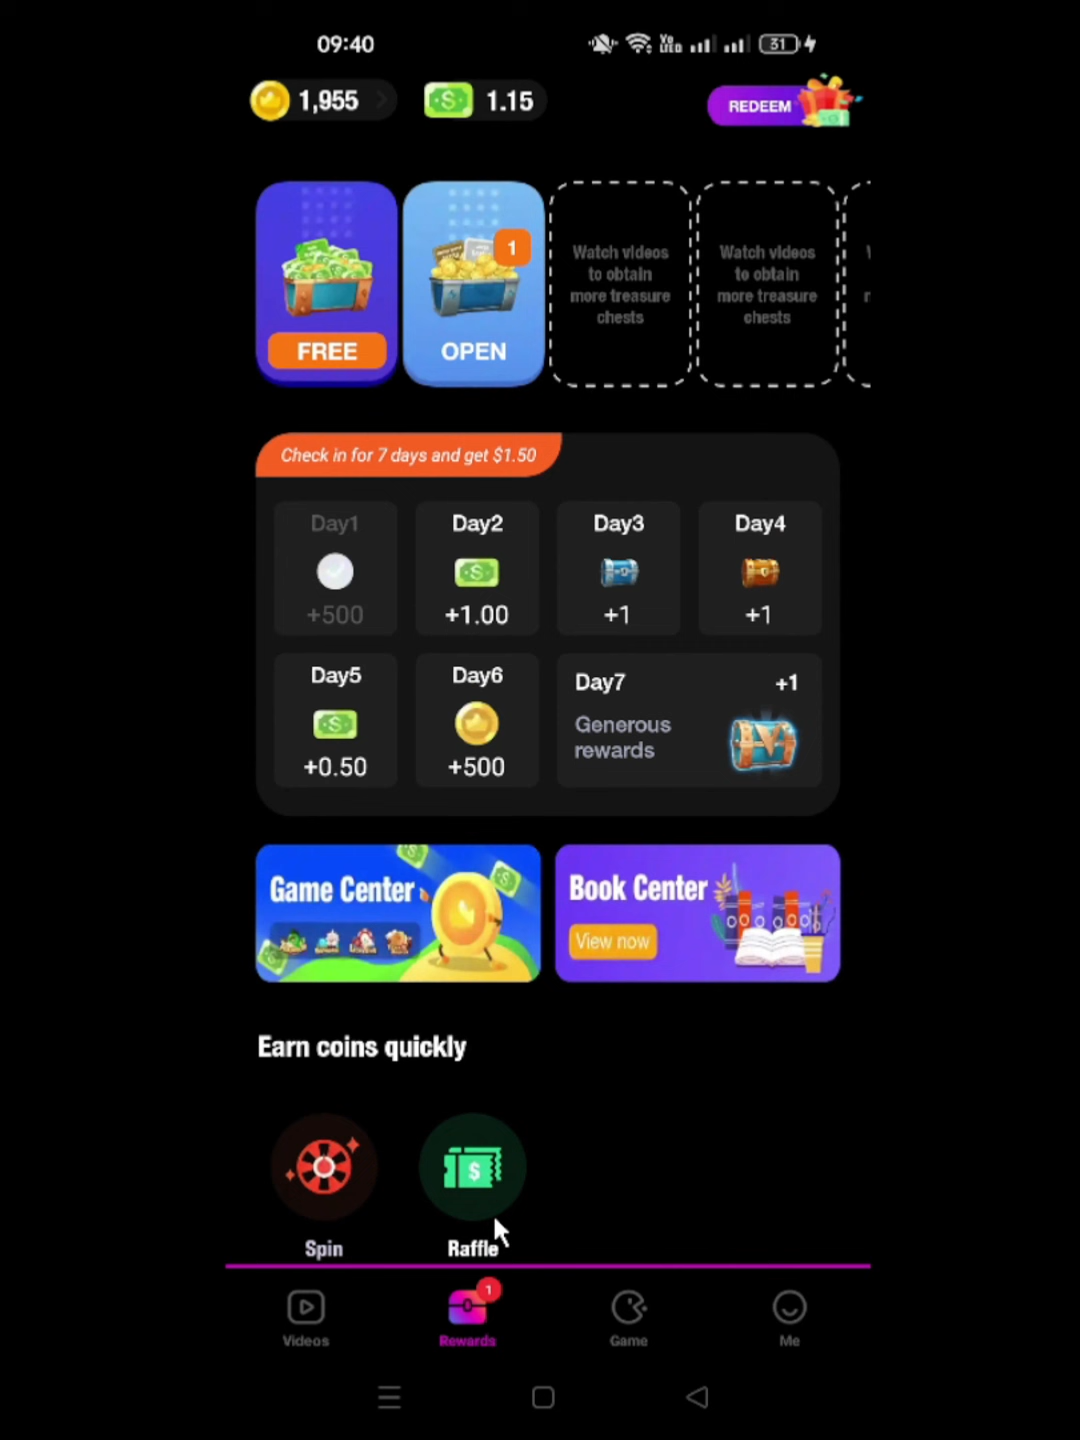 09:40
Vo
LTED
31
1,955
1.15
REDEEM
FREE
1
OPEN
Watch videos
to obtain
more treasure
chests
Watch videos
to obtain
more treasure
chests
Check in for 7 days and get $1.50
Day1
+500
Day2
+1.00
Day3
+1
Day4
+1
Day5
+0.50
Day6
+500
Day7
+1
Generous
rewards
Game Center
Book Center
View now
Earn coins quickly
Spin
Raffle
Videos
1
Rewards
Game
Me